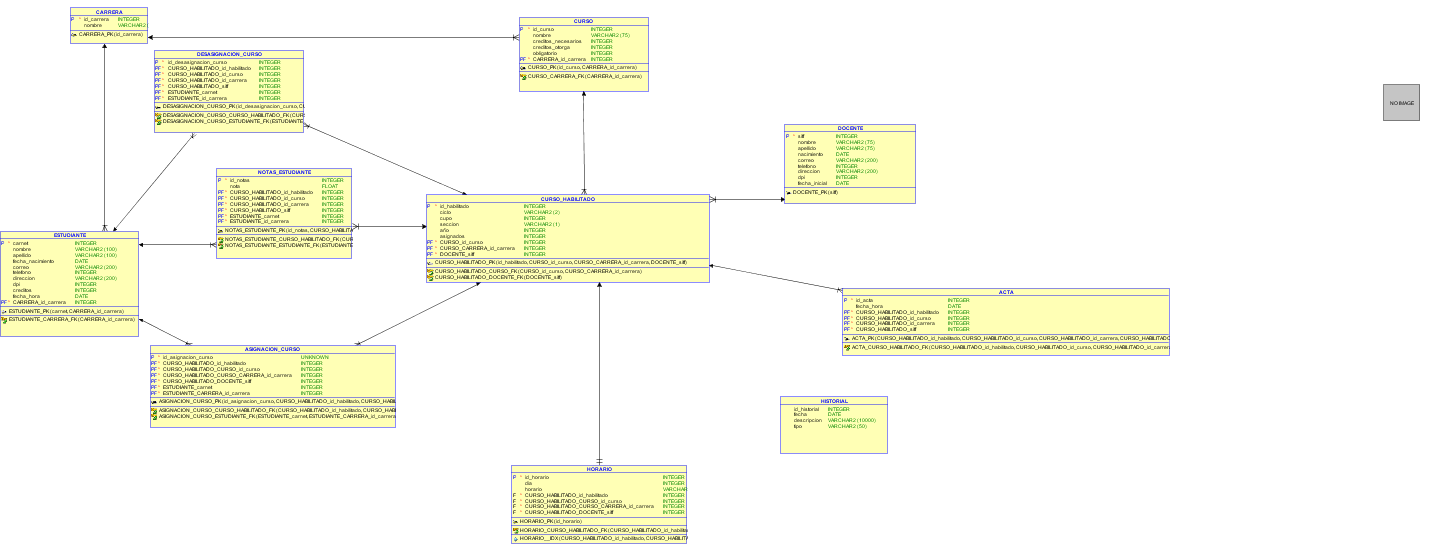 CARRERA
P * id_carrera INTEGER
nombre VARCHAR2
CARRERA_PK (id_carrera)
CURSO
P * id_curso INTEGER
nombre VARCHAR2 (75)
creditos_necesarios INTEGER
creditos_otorga INTEGER
obligatorio INTEGER
PF * CARRERA_id_carrera INTEGER
CURSO_PK (id_curso, CARRERA_id_carrera)
CURSO_CARRERA_FK (CARRERA_id_carrera)
DESASIGNACION_CURSO
P * id_desasignacion_curso INTEGER
PF * CURSO_HABILITADO_id_habilitado INTEGER
PF * CURSO_HABILITADO_id_curso INTEGER
PF * CURSO_HABILITADO_id_carrera INTEGER
PF * CURSO_HABILITADO_siif INTEGER
PF * ESTUDIANTE_carnet INTEGER
PF * ESTUDIANTE_id_carrera INTEGER
DESASIGNACION_CURSO_PK (id_desasignacion_curso, CU
DESASIGNACION_CURSO_CURSO_HABILITADO_FK (CUR
DESASIGNACION_CURSO_ESTUDIANTE_FK (ESTUDIANTE
NO IMAGE
DOCENTE
P * siif INTEGER
nombre VARCHAR2 (75)
apellido VARCHAR2 (75)
nacimiento DATE
correo VARCHAR2 (200)
telefono INTEGER
direccion VARCHAR2 (200)
dpi INTEGER
fecha_inicial DATE
DOCENTE_PK (siif)
NOTAS_ESTUDIANTE
P * id_notas INTEGER
nota FLOAT
PF * CURSO_HABILITADO_id_habilitado INTEGER
PF * CURSO_HABILITADO_id_curso INTEGER
PF * CURSO_HABILITADO_id_carrera INTEGER
PF * CURSO_HABILITADO_siif INTEGER
PF * ESTUDIANTE_carnet INTEGER
PF * ESTUDIANTE_id_carrera INTEGER
NOTAS_ESTUDIANTE_PK (id_notas, CURSO_HABILIT
NOTAS_ESTUDIANTE_CURSO_HABILITADO_FK (CUR
NOTAS_ESTUDIANTE_ESTUDIANTE_FK (ESTUDIANTE
CURSO_HABILITADO
P * id_habilitado INTEGER
ciclo VARCHAR2 (2)
cupo INTEGER
seccion VARCHAR2 (1)
año INTEGER
asignados INTEGER
PF * CURSO_id_curso INTEGER
PF * CURSO_CARRERA_id_carrera INTEGER
PF * DOCENTE_siif INTEGER
CURSO_HABILITADO_PK (id_habilitado, CURSO_id_curso, CURSO_CARRERA_id_carrera, DOCENTE_siif)
CURSO_HABILITADO_CURSO_FK (CURSO_id_curso, CURSO_CARRERA_id_carrera)
CURSO_HABILITADO_DOCENTE_FK (DOCENTE_siif)
ESTUDIANTE
P * carnet INTEGER
nombre VARCHAR2 (100)
apellido VARCHAR2 (100)
fecha_nacimiento DATE
correo VARCHAR2 (200)
telefono INTEGER
direccion VARCHAR2 (200)
dpi INTEGER
creditos INTEGER
fecha_hora DATE
PF * CARRERA_id_carrera INTEGER
ESTUDIANTE_PK (carnet, CARRERA_id_carrera)
ESTUDIANTE_CARRERA_FK (CARRERA_id_carrera)
ACTA
P * id_acta INTEGER
fecha_hora DATE
PF * CURSO_HABILITADO_id_habilitado INTEGER
PF * CURSO_HABILITADO_id_curso INTEGER
PF * CURSO_HABILITADO_id_carrera INTEGER
PF * CURSO_HABILITADO_siif INTEGER
ACTA_PK (CURSO_HABILITADO_id_habilitado, CURSO_HABILITADO_id_curso, CURSO_HABILITADO_id_carrera, CURSO_HABILITADO
ACTA_CURSO_HABILITADO_FK (CURSO_HABILITADO_id_habilitado, CURSO_HABILITADO_id_curso, CURSO_HABILITADO_id_carrer
ASIGNACION_CURSO
P * id_asignacion_curso UNKNOWN
PF * CURSO_HABILITADO_id_habilitado INTEGER
PF * CURSO_HABILITADO_CURSO_id_curso INTEGER
PF * CURSO_HABILITADO_CURSO_CARRERA_id_carrera INTEGER
PF * CURSO_HABILITADO_DOCENTE_siif INTEGER
PF * ESTUDIANTE_carnet INTEGER
PF * ESTUDIANTE_CARRERA_id_carrera INTEGER
ASIGNACION_CURSO_PK (id_asignacion_curso, CURSO_HABILITADO_id_habilitado, CURSO_HABI
ASIGNACION_CURSO_CURSO_HABILITADO_FK (CURSO_HABILITADO_id_habilitado, CURSO_HAB
ASIGNACION_CURSO_ESTUDIANTE_FK (ESTUDIANTE_carnet, ESTUDIANTE_CARRERA_id_carrera
HISTORIAL
id_historial INTEGER
fecha DATE
descripcion VARCHAR2 (10000)
tipo VARCHAR2 (50)
HORARIO
P * id_horario INTEGER
dia INTEGER
horario VARCHAR
F * CURSO_HABILITADO_id_habilitado INTEGER
F * CURSO_HABILITADO_CURSO_id_curso INTEGER
F * CURSO_HABILITADO_CURSO_CARRERA_id_carrera INTEGER
F * CURSO_HABILITADO_DOCENTE_siif INTEGER
HORARIO_PK (id_horario)
HORARIO_CURSO_HABILITADO_FK (CURSO_HABILITADO_id_habilita
HORARIO__IDX (CURSO_HABILITADO_id_habilitado, CURSO_HABILIT